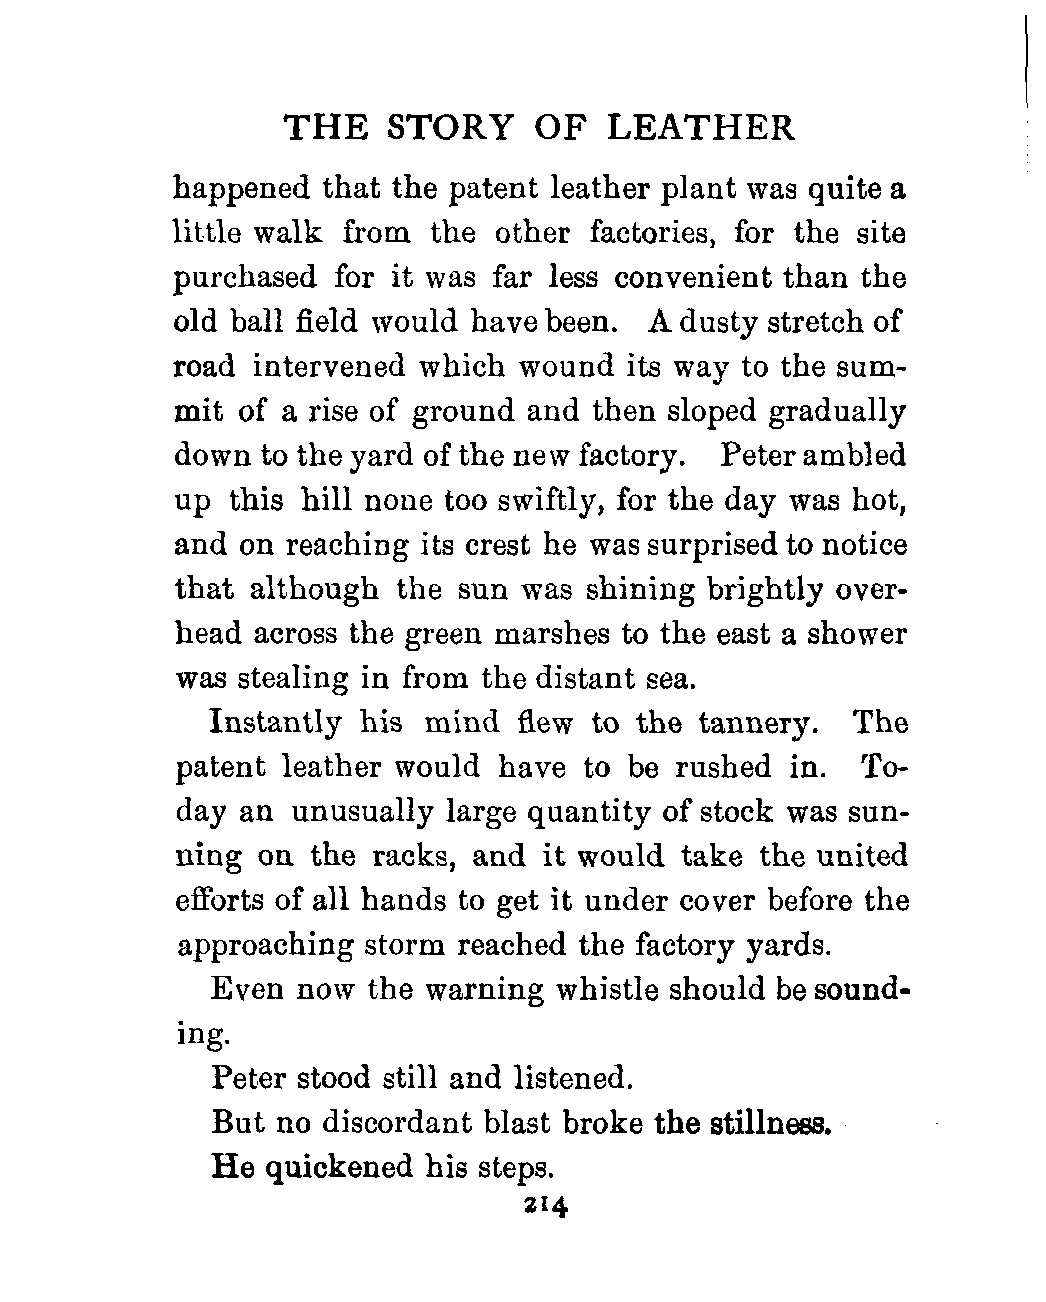 THE STORY OF LEATHER
happened that the patent leather plant was quite a
little walk from the other factories, for the site
purchased for it was far less convenient than the
old ball field would have been. A dusty stretch of
road intervened which wound its way to the sum-
mit of a rise of ground and then sloped gradually
down to the yard of the new factory. Peter ambled
up this hill none too swiftly, for the day was hot,
and on reaching its crest he was surprised to notice
that although the sun was shining brightly over-
head across the green marshes to the east a shower
was stealing in from the distant sea.
Instantly his mind flew to the tannery. The
patent leather would have to be rushed in. To-
day an unusually large quantity of stock was sun-
ning on the racks, and it would take the united
efforts of all hands to get it under cover before the
approaching storm reached the factory yards.
Even now the warning whistle should be sound-
ing.
Peter stood still and listened.
But no discordant blast broke the stillness.
He quickened his steps.
214